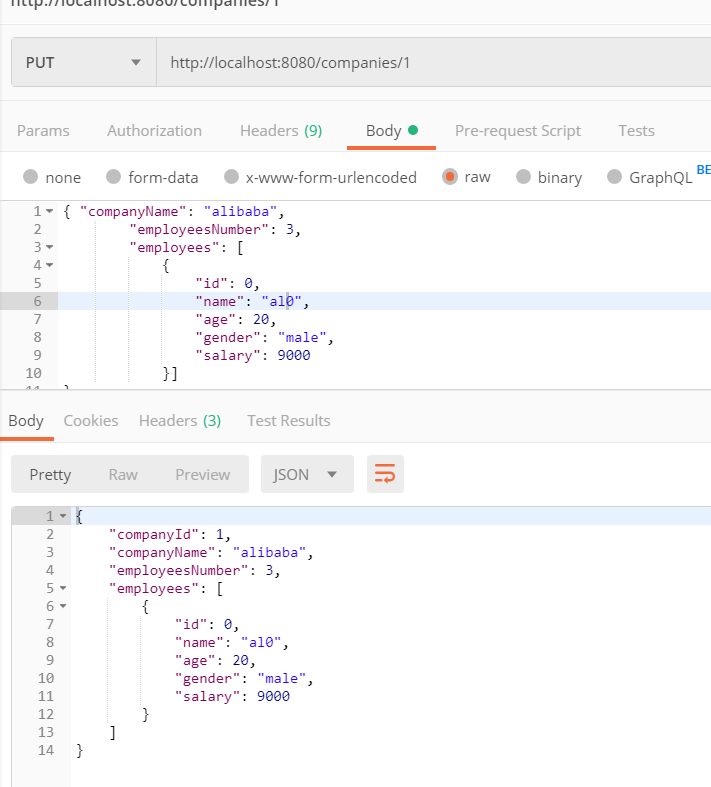 http://localhost:8080/companies/1
PUT http://localhost:8080/companies/1
Params Authorization Headers (9) Body Pre-request Script Tests
none form-data x-www-form-urlencoded raw binary GraphQL BE
1 { "companyName": "alibaba",
2 "employeesNumber": 3,
3 "employees": [
4 {
5 "id": 0,
6 "name": "al0",
7 "age": 20,
8 "gender": "male",
9 "salary": 9000
10 }]
11 }
Body Cookies Headers (3) Test Results
Pretty Raw Preview JSON
1 {
2 "companyId": 1,
3 "companyName": "alibaba",
4 "employeesNumber": 3,
5 "employees": [
6 {
7 "id": 0,
8 "name": "al0",
9 "age": 20,
10 "gender": "male",
11 "salary": 9000
12 }
13 ]
14 }